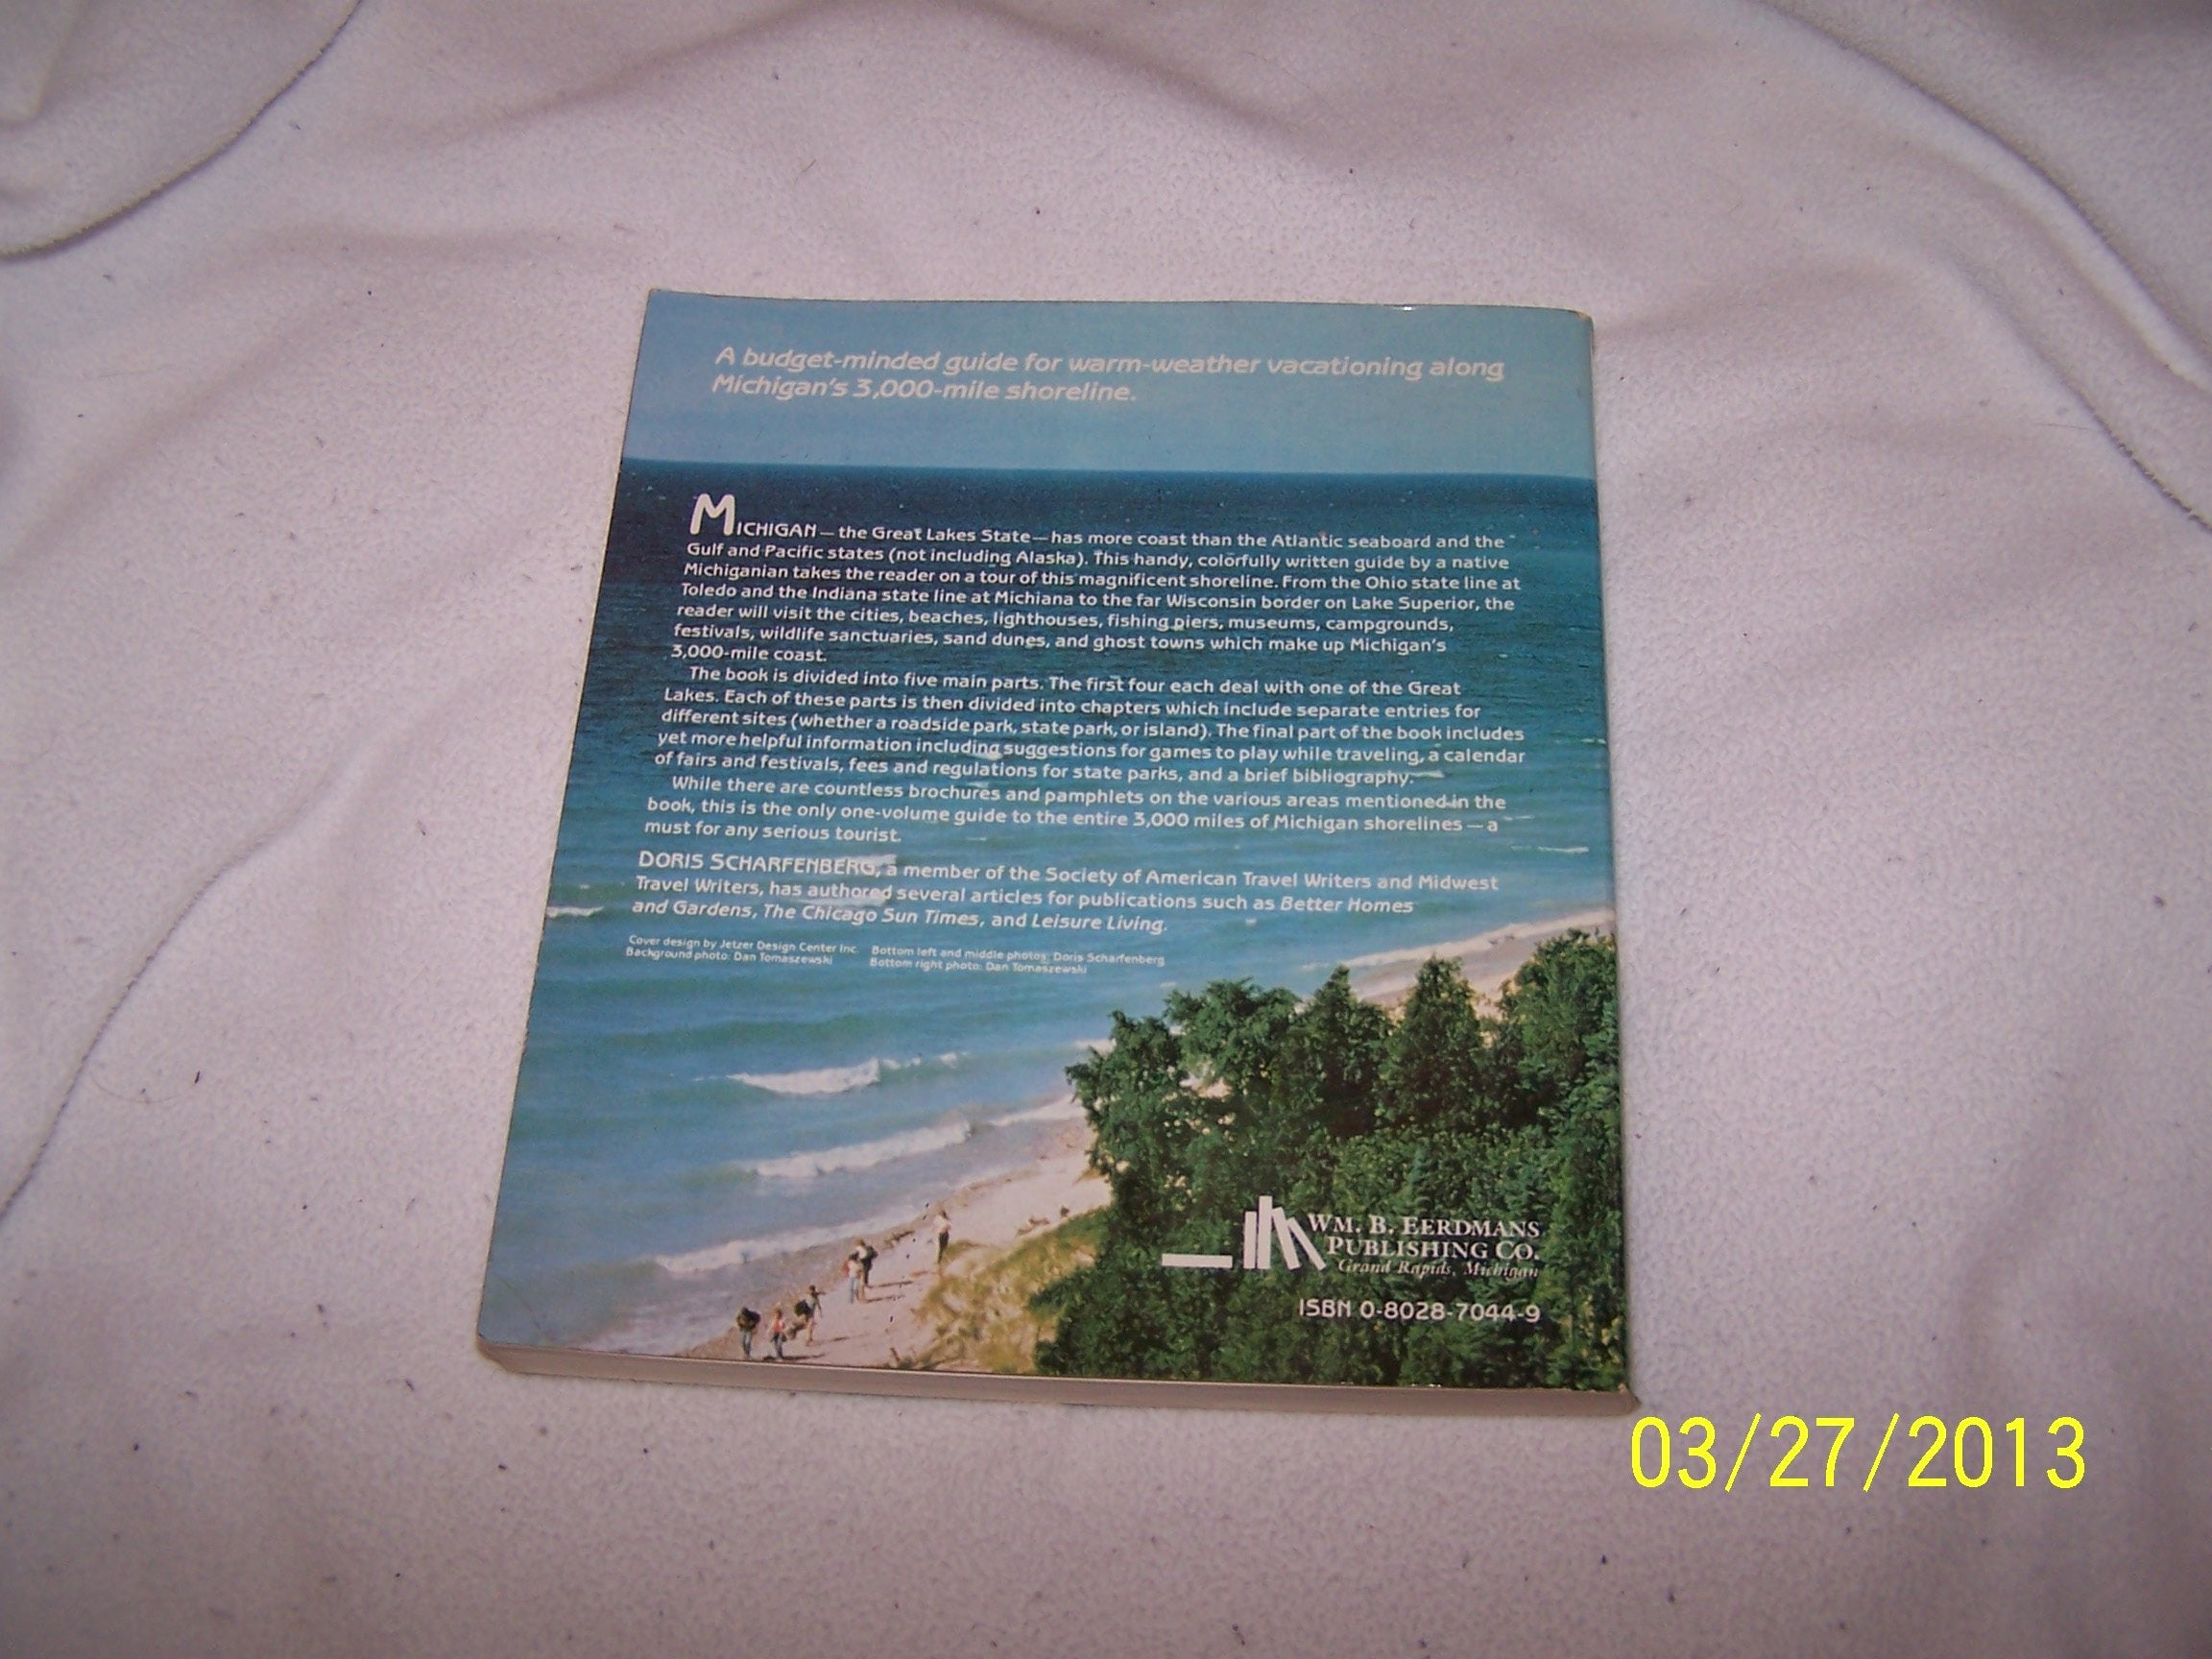 A budget-minded guide for warm-weather vacationing along
Michigan's 3,000-mile shoreline.
MICHIGAN — the Great Lakes State — has more coast than the Atlantic seaboard and the
Gulf and Pacific states (not including Alaska). This handy, colorfully written guide by a native
Michiganian takes the reader on a tour of this magnificent shoreline. From the Ohio state line at
Toledo and the Indiana state line at Michiana to the far Wisconsin border on Lake Superior, the
reader will visit the cities, beaches, lighthouses, fishing piers, museums, campgrounds,
festivals, wildlife sanctuaries, sand dunes, and ghost towns which make up Michigan's
3,000-mile coast.
The book is divided into five main parts. The first four each deal with one of the Great
Lakes. Each of these parts is then divided into chapters which include separate entries for
different sites (whether a roadside park, state park, or island). The final part of the book includes
yet more helpful information including suggestions for games to play while traveling, a calendar
of fairs and festivals, fees and regulations for state parks, and a brief bibliography.
While there are countless brochures and pamphlets on the various areas mentioned in the
book, this is the only one-volume guide to the entire 3,000 miles of Michigan shorelines — a
must for any serious tourist.
DORIS SCHARFENBERG, a member of the Society of American Travel Writers and Midwest
Travel Writers, has authored several articles for publications such as Better Homes
and Gardens, The Chicago Sun Times, and Leisure Living.
Cover design by Jetzer Design Center Inc. Bottom left and middle photos: Doris Scharfenberg
Background photo: Dan Tomaszewski Bottom right photo: Dan Tomaszewski
WM. B. EERDMANS
PUBLISHING CO.
Grand Rapids, Michigan
ISBN 0-8028-7044-9
03/27/2013